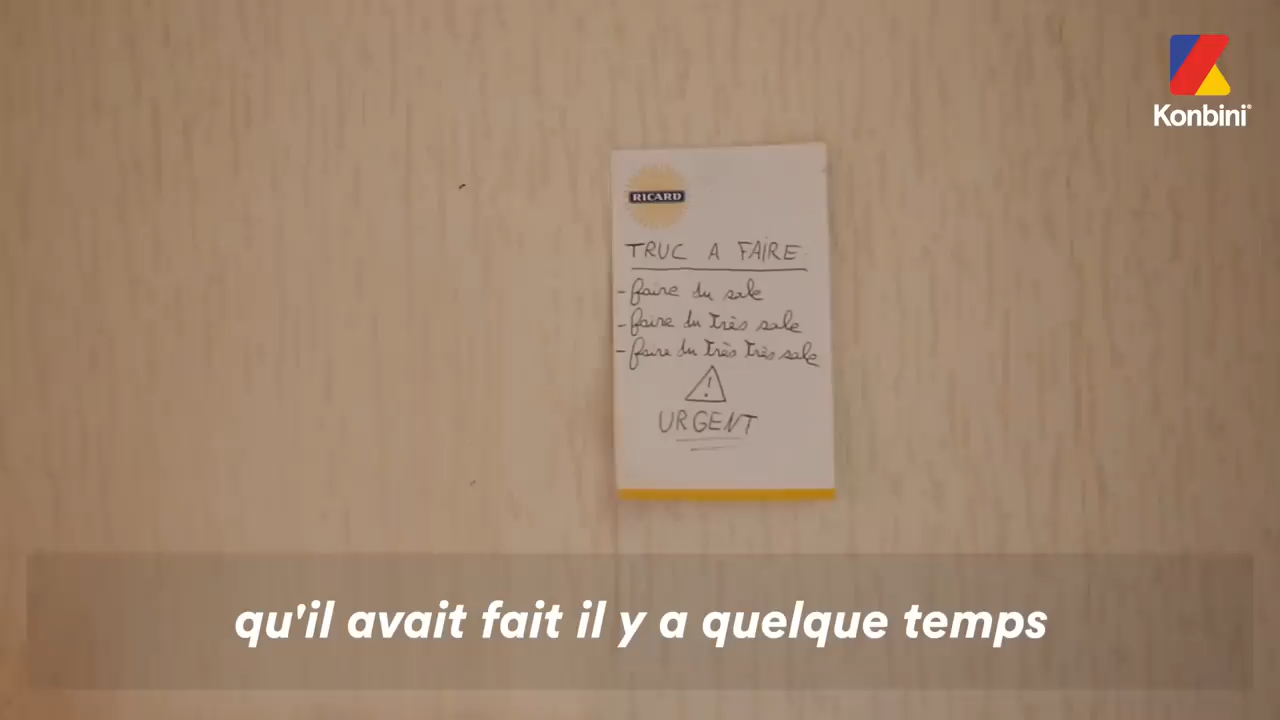 Konbini
RICARD
TRUC A FAIRE
- faire du sale
- faire du très sale
- faire du très très sale
!
URGENT
qu'il avait fait il y a quelque temps